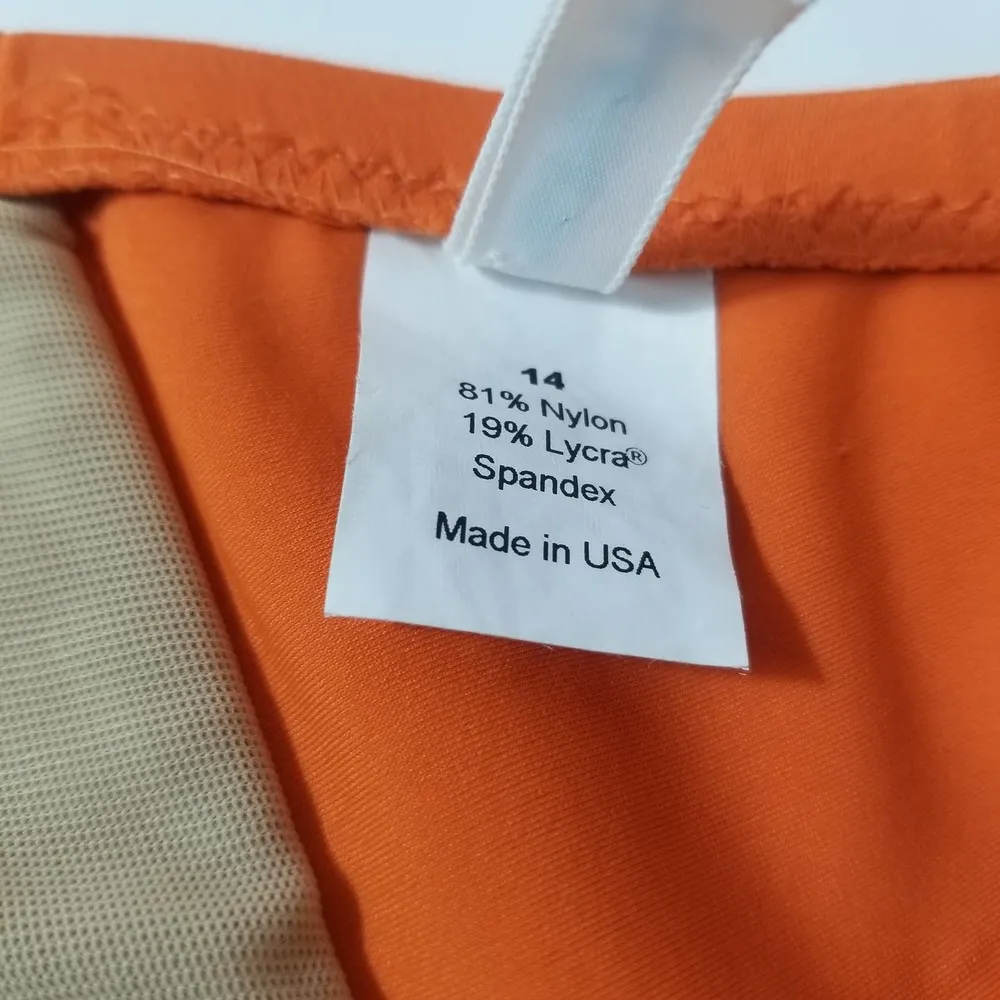 14
81% Nylon
19% Lycra®
Spandex
Made in USA